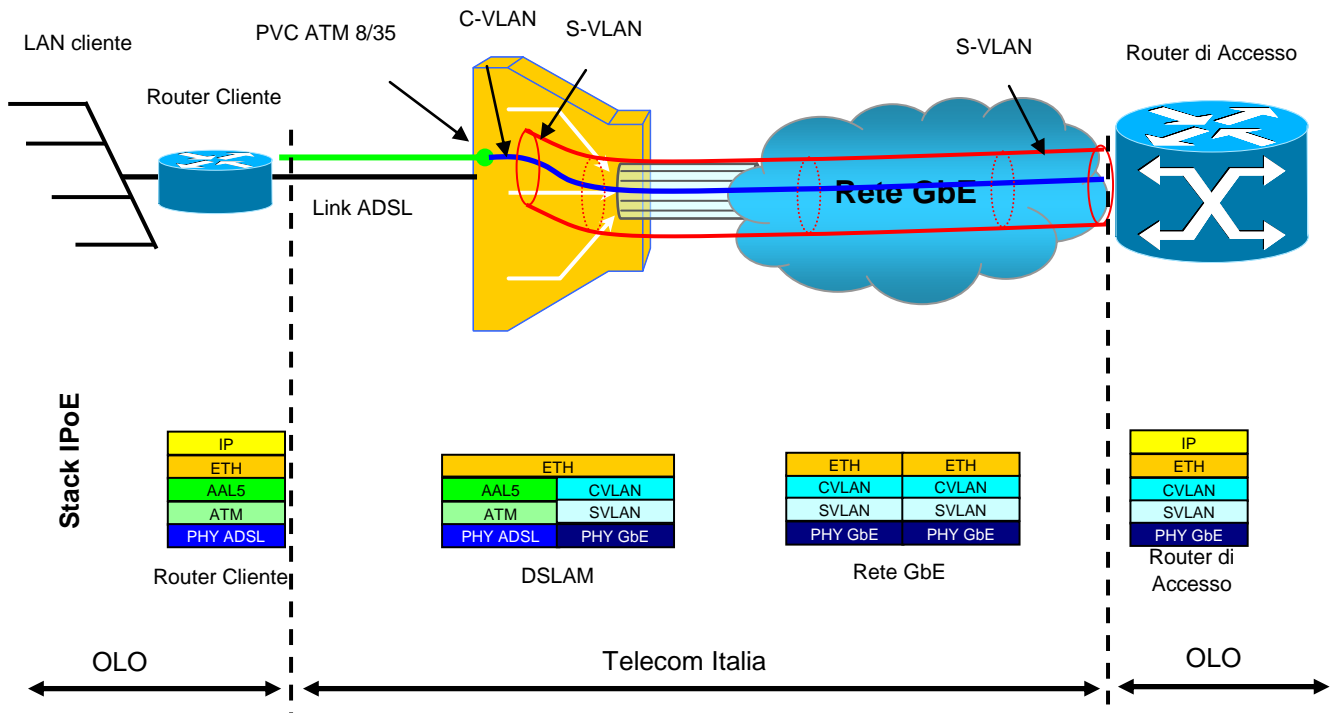 LAN cliente
Router Cliente
PVC ATM 8/35
C-VLAN
S-VLAN
S-VLAN
Router di Accesso
Link ADSL
Rete GbE
Stack IPoE
IP
ETH
AAL5
ATM
PHY ADSL
Router Cliente
ETH
AAL5 CVLAN
ATM SVLAN
PHY ADSL PHY GbE
DSLAM
ETH ETH
CVLAN CVLAN
SVLAN SVLAN
PHY GbE PHY GbE
Rete GbE
IP
ETH
CVLAN
SVLAN
PHY GbE
Router di
Accesso
OLO
Telecom Italia
OLO